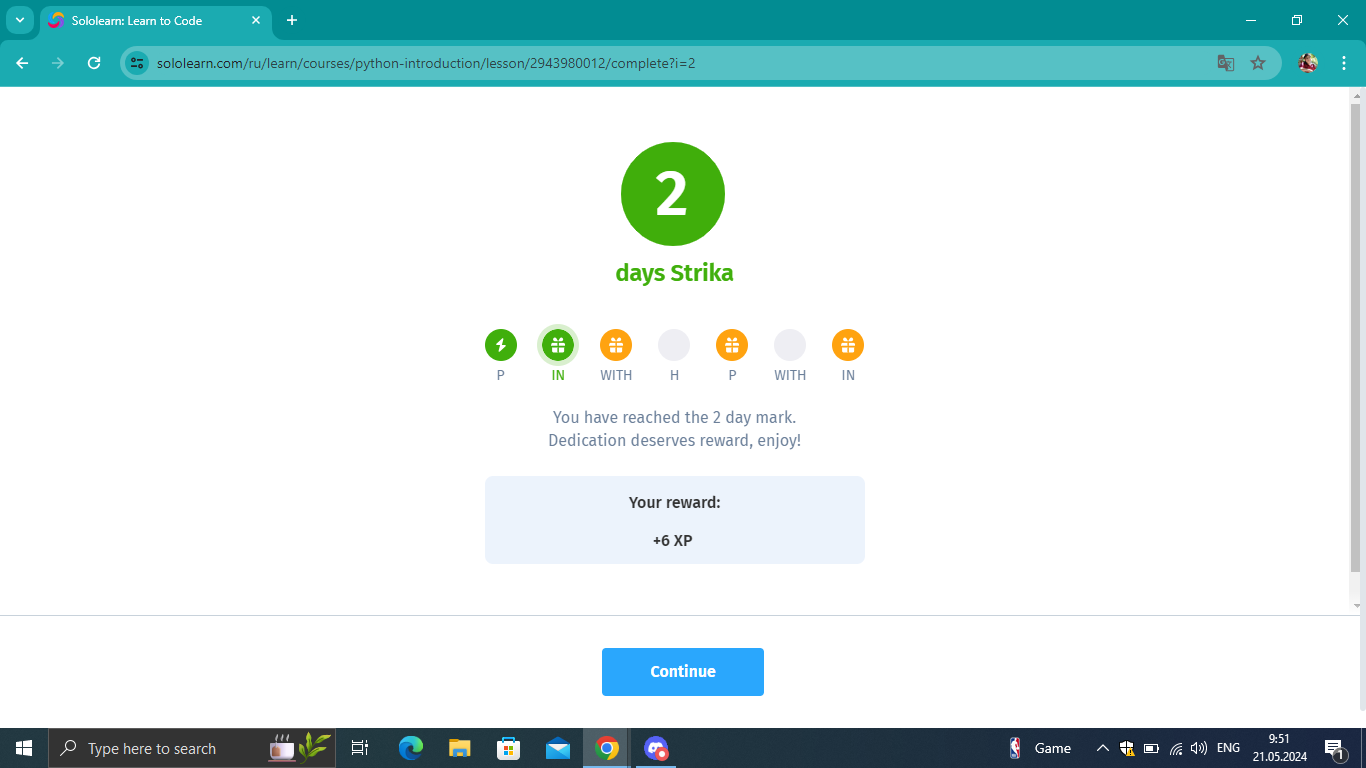 Sololearn: Learn to Code
sololearn.com/ru/learn/courses/python-introduction/lesson/2943980012/complete?i=2
2
days Strika
P IN WITH H P WITH IN
You have reached the 2 day mark.
Dedication deserves reward, enjoy!
Your reward:
+6 XP
Continue
Type here to search
Game
ENG
9:51
21.05.2024
1